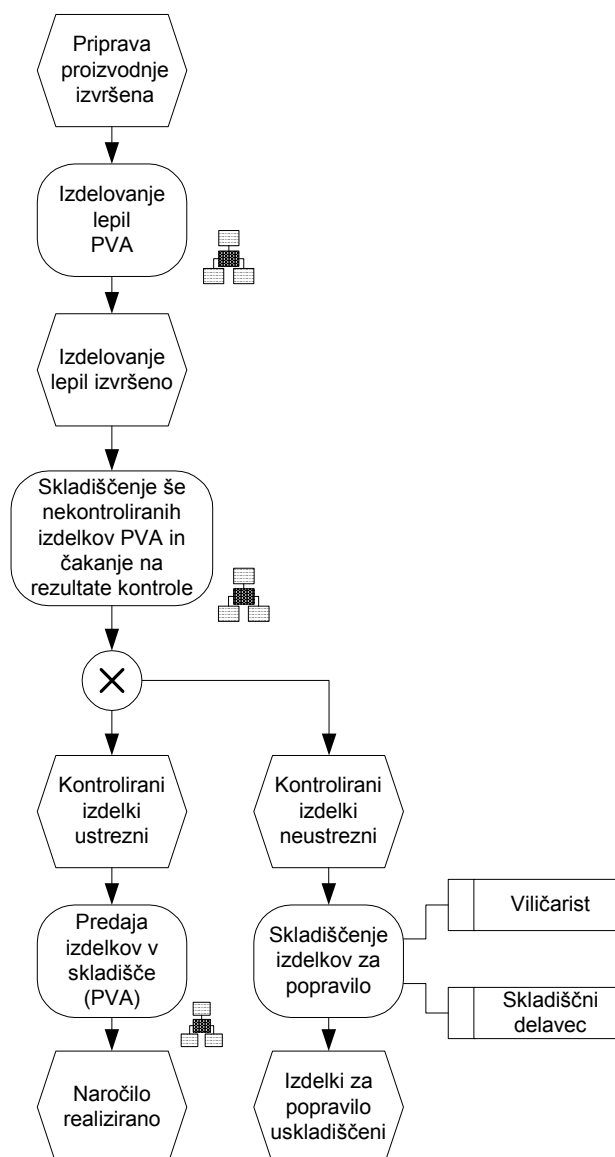 Priprava
proizvodnje
izvršena
Izdelovanje
lepil
PVA
Izdelovanje
lepil izvršeno
Skladiščenje še
nekontroliranih
izdelkov PVA in
čakanje na
rezultate kontrole
Kontrolirani
izdelki
ustrezni
Kontrolirani
izdelki
neustrezni
Predaja
izdelkov v
skladišče
(PVA)
Skladiščenje
izdelkov za
popravilo
Viličarist
Skladiščni
delavec
Naročilo
realizirano
Izdelki za
popravilo
uskladiščeni